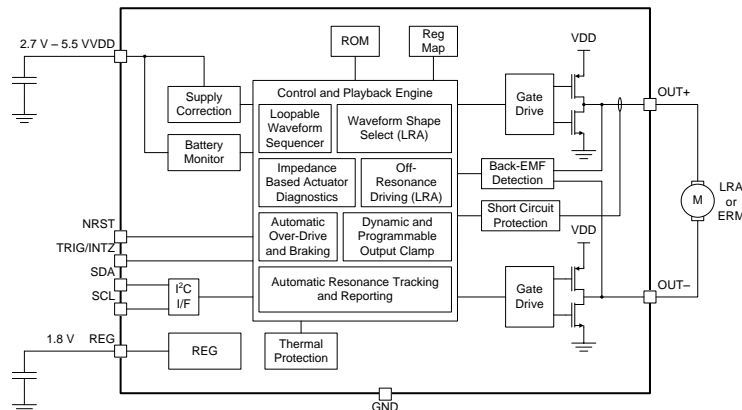 2.7 V – 5.5 VVDD
Supply
Correction
Battery
Monitor
NRST
TRIG/INTZ
SDA
SCL
I²C
I/F
1.8 V
REG
REG
Thermal
Protection
ROM
Reg
Map
Control and Playback Engine
Loopable
Waveform
Sequencer
Waveform Shape
Select (LRA)
Impedance
Based Actuator
Diagnostics
Off-
Resonance
Driving (LRA)
Automatic
Over-Drive
and Braking
Dynamic and
Programmable
Output Clamp
Automatic Resonance Tracking
and Reporting
VDD
Gate
Drive
OUT+
Back-EMF
Detection
Short Circuit
Protection
M
LRA
or
ERM
VDD
Gate
Drive
OUT–
GND